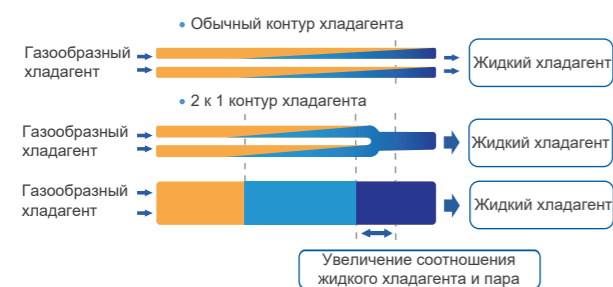 • Обычный контур хладагента
Газообразный
хладагент
Жидкий хладагент
• 2 к 1 контур хладагента
Газообразный
хладагент
Жидкий хладагент
Газообразный
хладагент
Жидкий хладагент
Увеличение соотношения
жидкого хладагента и пара